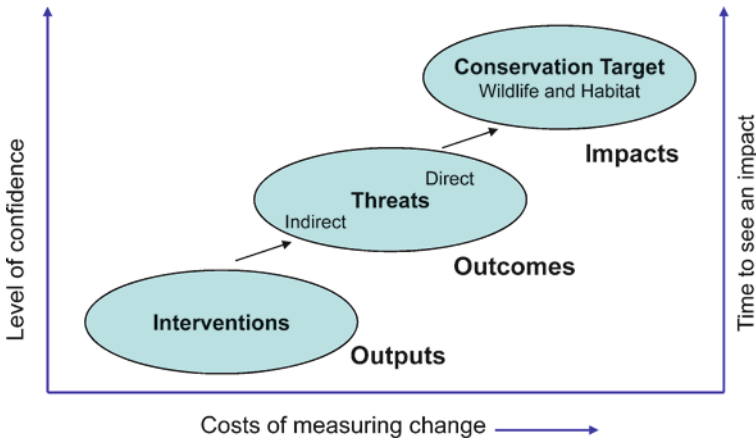 Conservation Target
Wildlife and Habitat
Impacts
Direct
Threats
Indirect
Outcomes
Interventions
Outputs
Level of confidence
Time to see an impact
Costs of measuring change